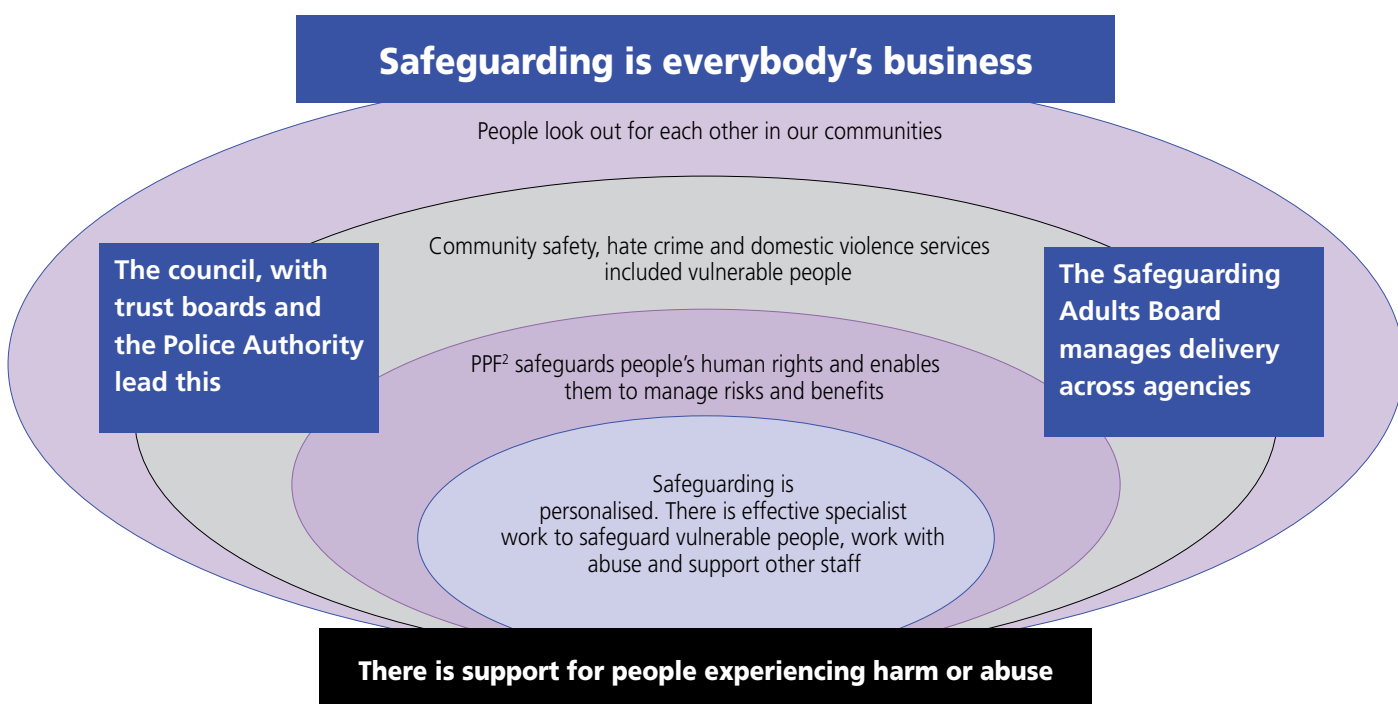 Safeguarding is everybody’s business
People look out for each other in our communities
Community safety, hate crime and domestic violence services
included vulnerable people
The council, with
trust boards and
the Police Authority
lead this
The Safeguarding
Adults Board
manages delivery
across agencies
PPF² safeguards people’s human rights and enables
them to manage risks and benefits
Safeguarding is
personalised. There is effective specialist
work to safeguard vulnerable people, work with
abuse and support other staff
There is support for people experiencing harm or abuse